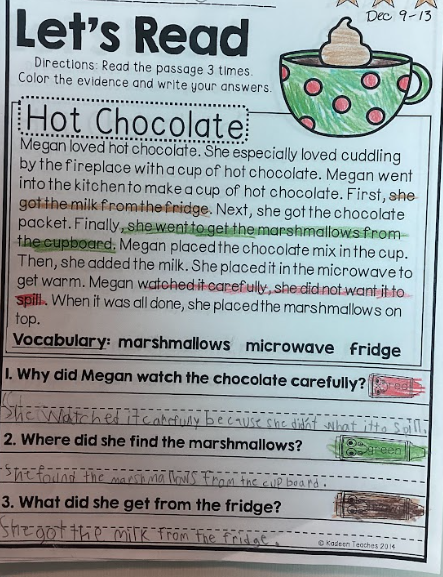 Dec 9-13
Let's Read
Directions: Read the passage 3 times.
Color the evidence and write your answers.
Hot Chocolate
Megan loved hot chocolate. She especially loved cuddling
by the fireplace with a cup of hot chocolate. Megan went
into the kitchen to make a cup of hot chocolate. First, she
got the milk from the fridge. Next, she got the chocolate
packet. Finally, she went to get the marshmallows from
the cupboard. Megan placed the chocolate mix in the cup.
Then, she added the milk. She placed it in the microwave to
get warm. Megan watched it carefully, she did not want it to
spill. When it was all done, she placed the marshmallows on
top.
Vocabulary: marshmallows microwave fridge
1. Why did Megan watch the chocolate carefully? red
She Watched it carefully because she didnt what it to spill.
2. Where did she find the marshmallows? green
She found the marshmallows from the cupboard.
3. What did she get from the fridge?
She got the milk from the fridge.
© Kadeen Teaches 2014